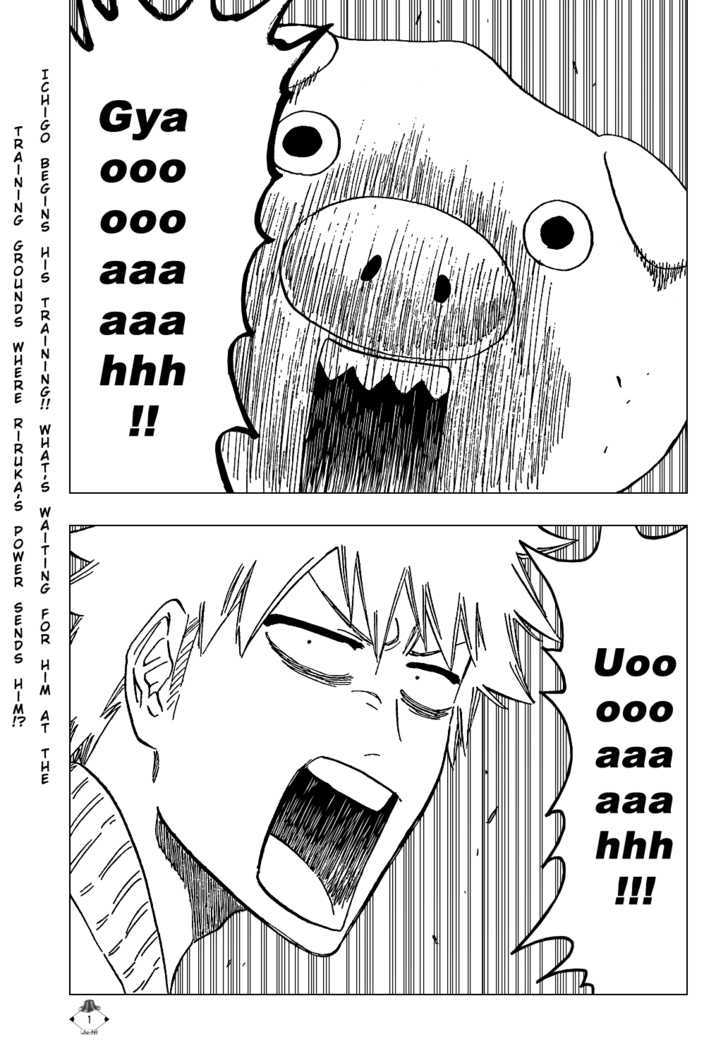 Gya
ooo
ooo
aaa
aaa
hhh
!!
ICHIGO BEGINS HIS TRAINING!! WHAT'S WAITING FOR HIM AT THE
TRAINING GROUNDS WHERE RIRUKA'S POWER SENDS HIM!?
Uoo
ooo
aaa
aaa
hhh
!!!
1